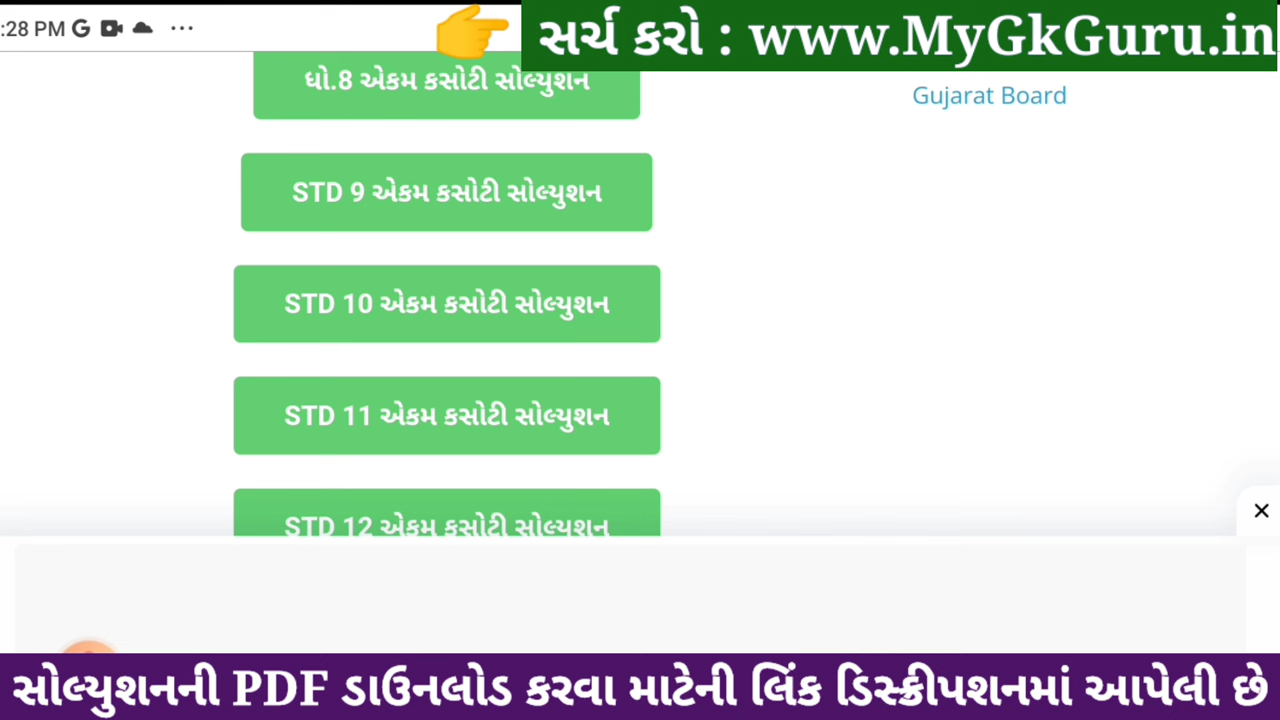 :28 PM
સર્ચ કરો : www.MyGkGuru.in
ધો.8 એકમ કસોટી સોલ્યુશન
Gujarat Board
STD 9 એકમ કસોટી સોલ્યુશન
STD 10 એકમ કસોટી સોલ્યુશન
STD 11 એકમ કસોટી સોલ્યુશન
STD 12 એકમ કસોટી સોલ્યુશન
સોલ્યુશનની PDF ડાઉનલોડ કરવા માટેની લિંક ડિસ્ક્રીપશનમાં આપેલી છે